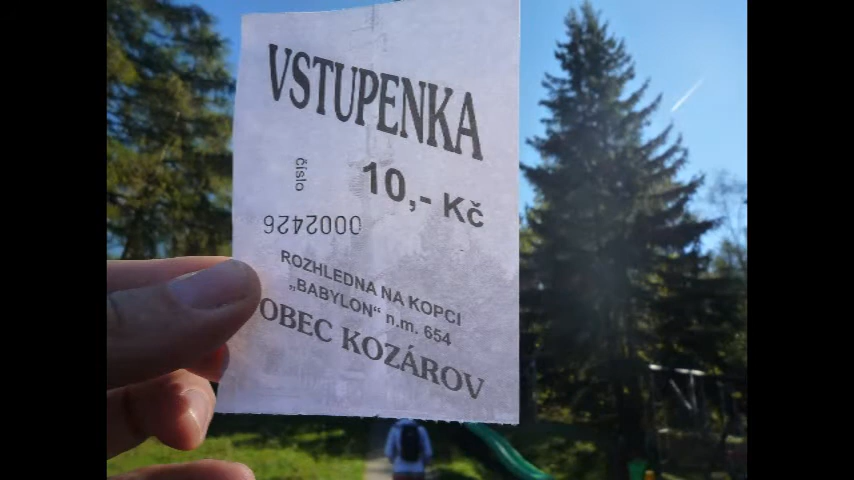 VSTUPENKA
číslo
10,- Kč
0002426
ROZHLEDNA NA KOPCI
„BABYLON“ n.m. 654
OBEC KOZÁROV